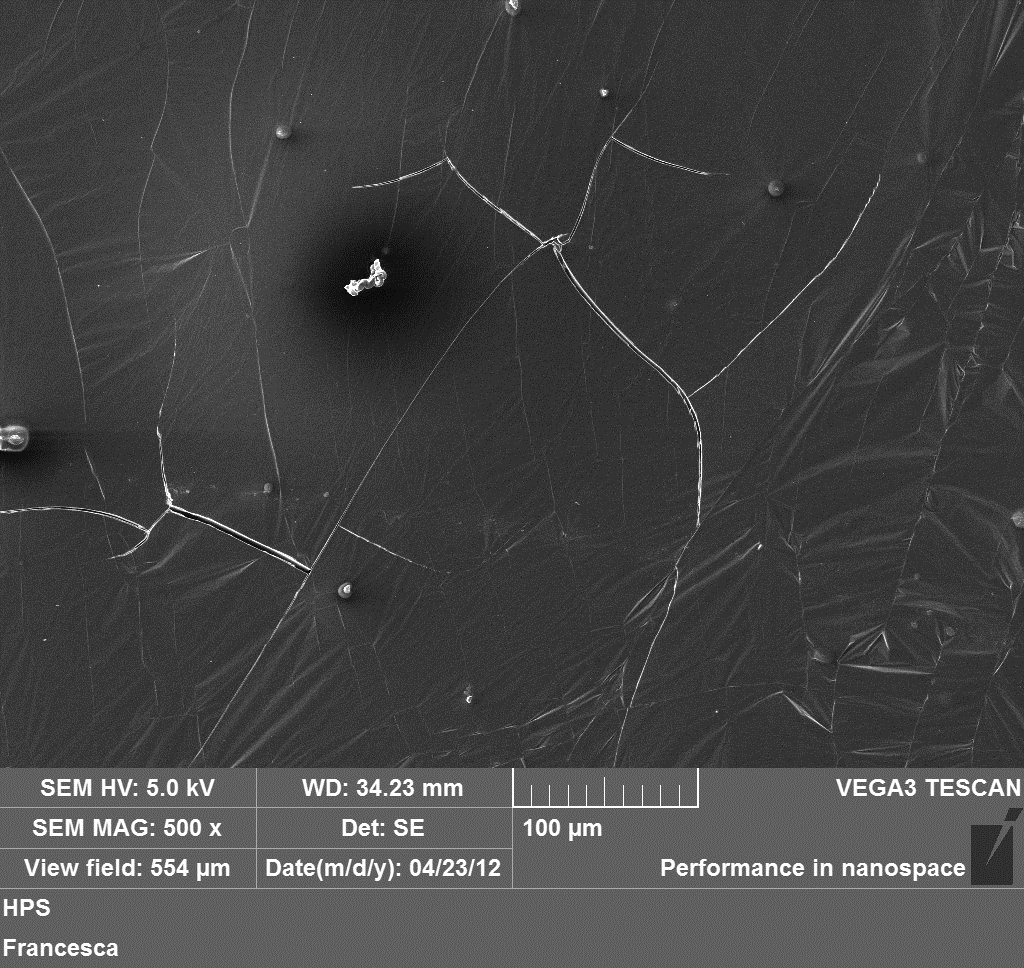 SEM HV: 5.0 kV
WD: 34.23 mm
VEGA3 TESCAN
SEM MAG: 500 x
Det: SE
100 µm
View field: 554 µm
Date(m/d/y): 04/23/12
Performance in nanospace
HPS
Francesca